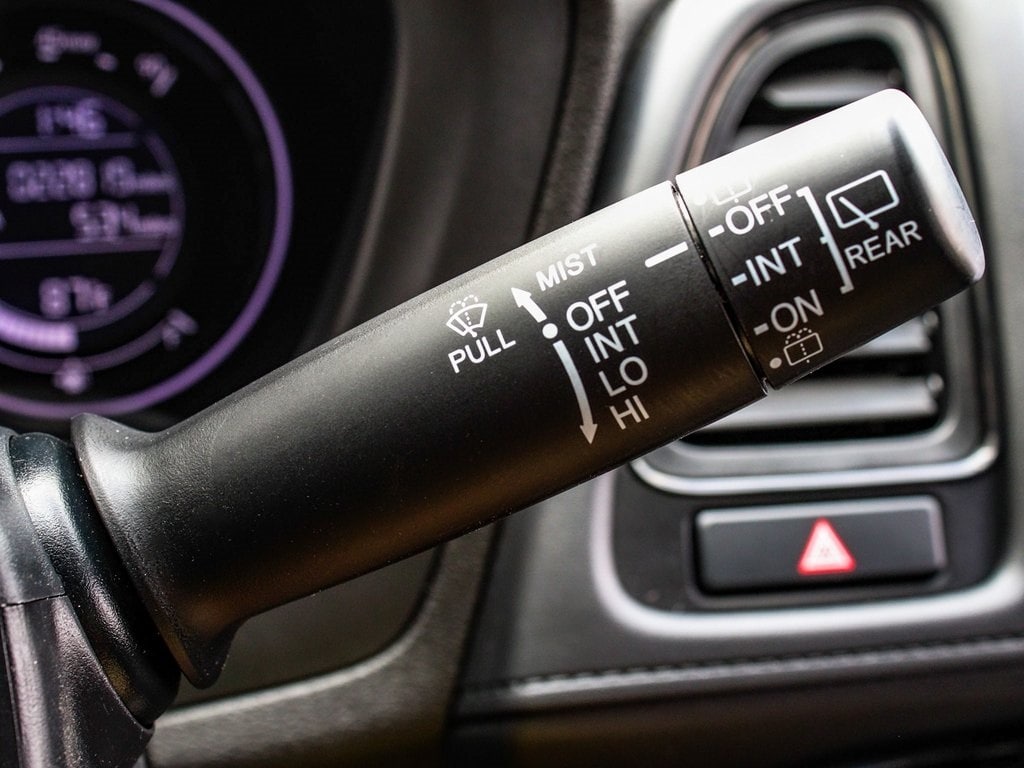 MIST
OFF
INT
LO
HI
PULL
-OFF
-INT
-ON
REAR